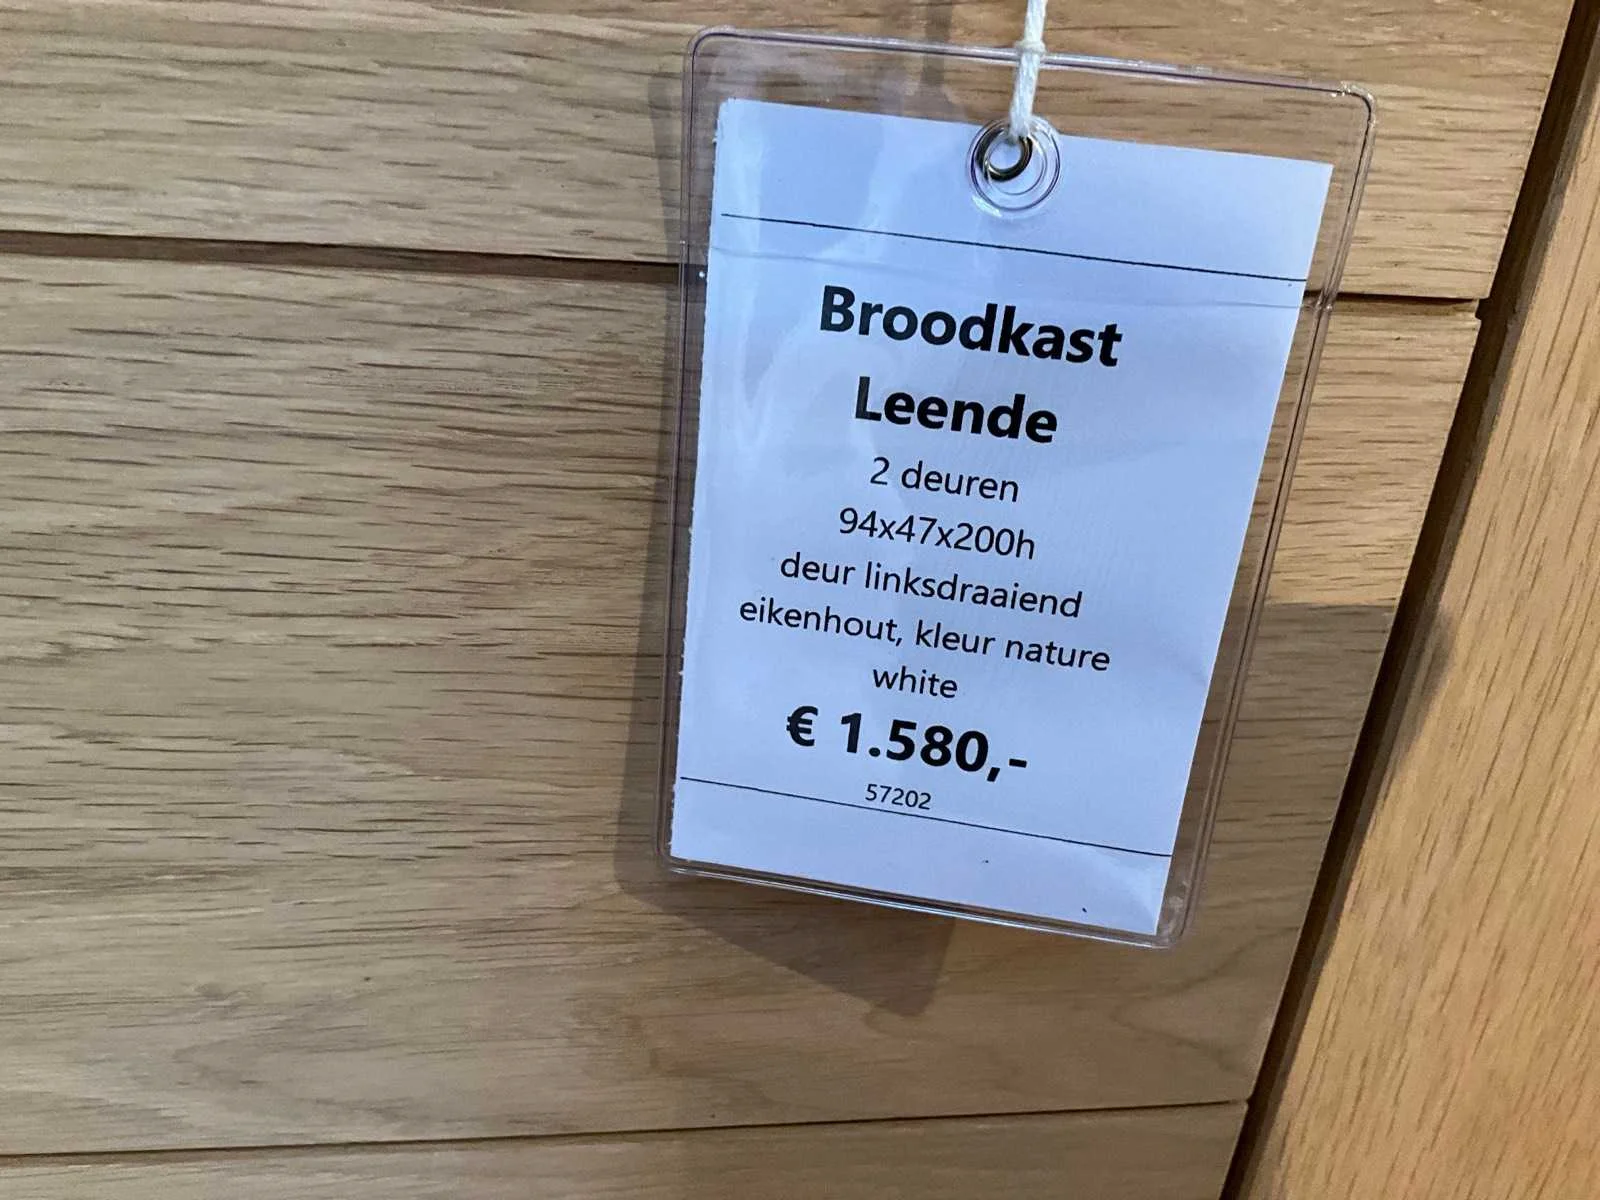 Broodkast
Leende
2 deuren
94x47x200h
deur linksdraaiend
eikenhout, kleur nature
white
€ 1.580,-
57202